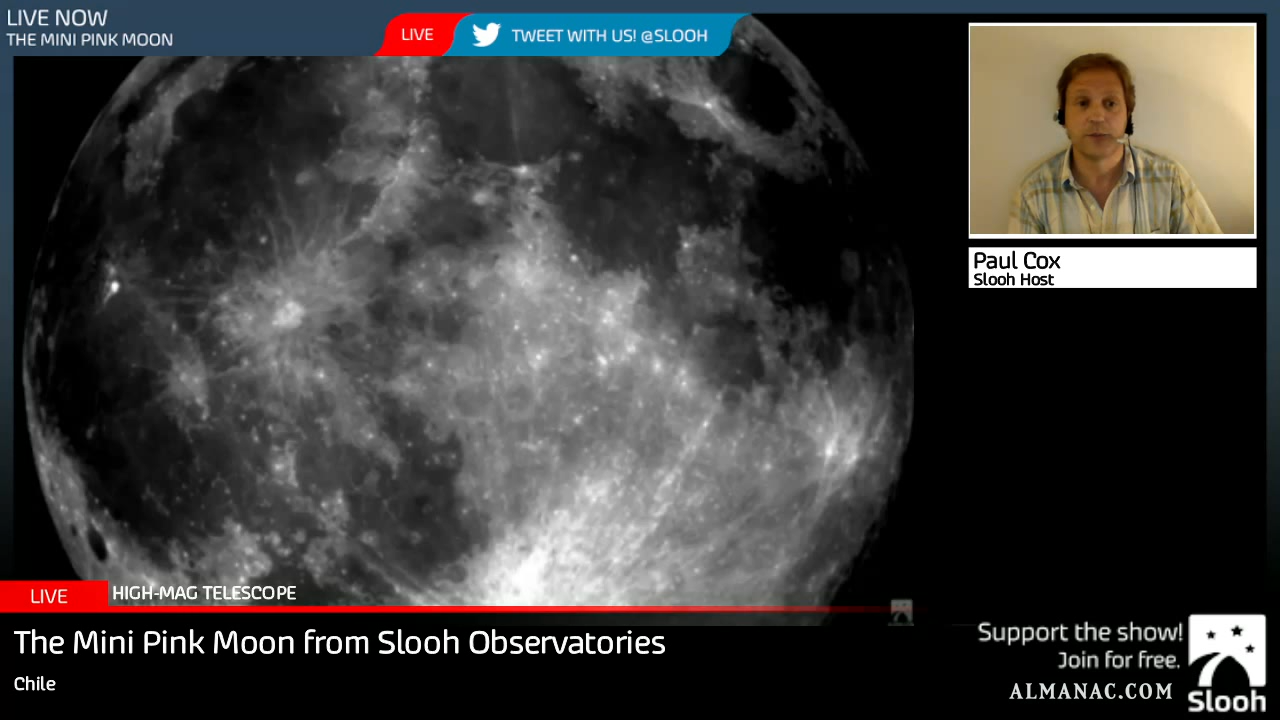 LIVE NOW
THE MINI PINK MOON
LIVE
TWEET WITH US! @SLOOH
Paul Cox
Slooh Host
LIVE
HIGH-MAG TELESCOPE
The Mini Pink Moon from Slooh Observatories
Chile
Support the show!
Join for free.
ALMANAC.COM
Slooh